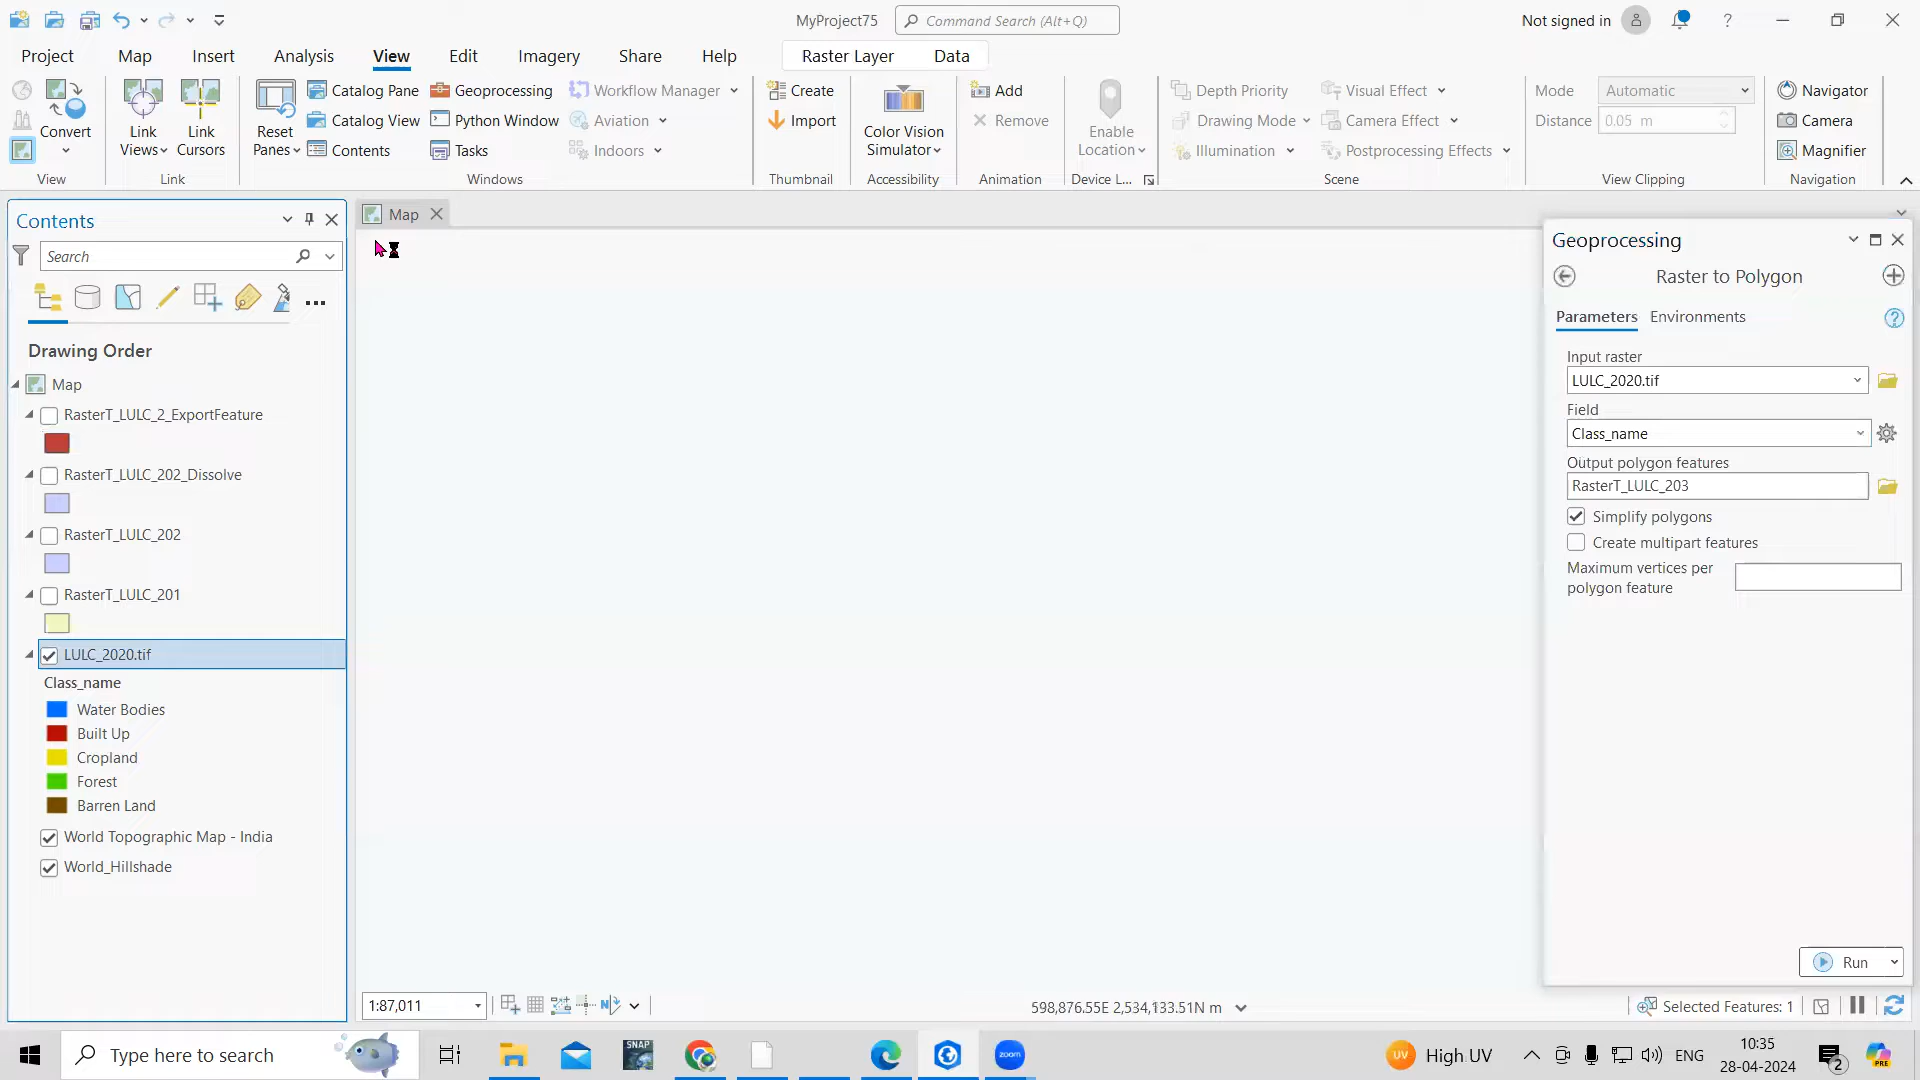 MyProject75
Command Search (Alt+Q)
Not signed in
?
Project
Map
Insert
Analysis
View
Edit
Imagery
Share
Help
Raster Layer
Data
Convert
View
Link Views
Link Cursors
Link
Reset Panes
Catalog Pane
Catalog View
Contents
Geoprocessing
Python Window
Tasks
Workflow Manager
Aviation
Indoors
Windows
Create
Import
Thumbnail
Color Vision Simulator
Accessibility
Add
Remove
Animation
Enable Location
Device L...
Depth Priority
Drawing Mode
Illumination
Visual Effect
Camera Effect
Postprocessing Effects
Scene
Mode
Automatic
Distance
0.05 m
View Clipping
Navigator
Camera
Magnifier
Navigation
Contents
Search
Drawing Order
Map
RasterT_LULC_2_ExportFeature
RasterT_LULC_202_Dissolve
RasterT_LULC_202
RasterT_LULC_201
LULC_2020.tif
Class_name
Water Bodies
Built Up
Cropland
Forest
Barren Land
World Topographic Map - India
World_Hillshade
Map
1:87,011
598,876.55E 2,534,133.51N m
Selected Features: 1
Geoprocessing
Raster to Polygon
Parameters
Environments
?
Input raster
LULC_2020.tif
Field
Class_name
Output polygon features
RasterT_LULC_203
Simplify polygons
Create multipart features
Maximum vertices per
polygon feature
Run
Type here to search
SNAP
zoom
UV
High UV
ENG
10:35
28-04-2024
2
PRE